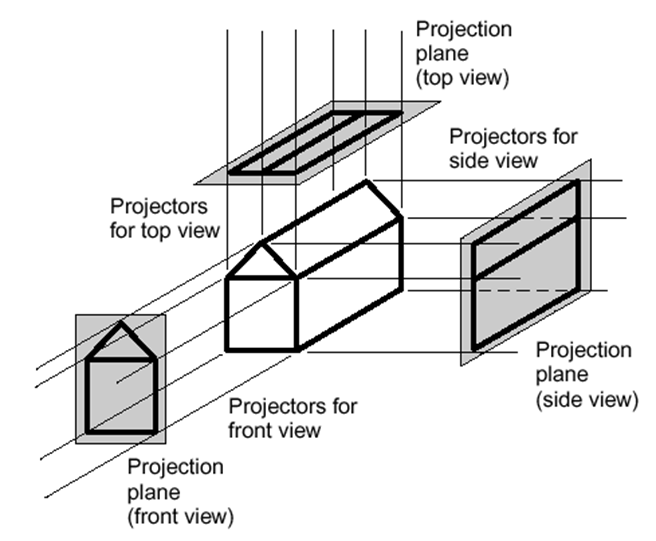 Projection
plane
(top view)
Projectors for
side view
Projectors
for top view
Projection
plane
(side view)
Projectors for
front view
Projection
plane
(front view)